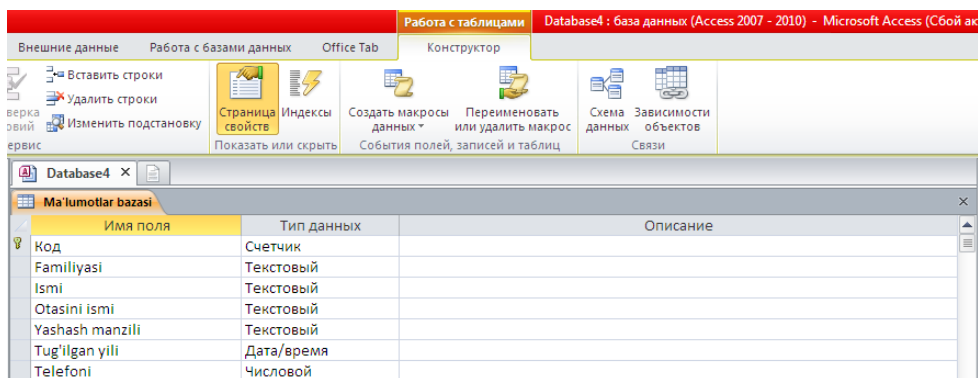 Работа с таблицами Database4 : база данных (Access 2007 - 2010) - Microsoft Access (Сбой ак
Внешние данные Работа с базами данных Office Tab Конструктор
Вставить строки
Удалить строки
Изменить подстановку
верка
овий
Страница свойств
Индексы
Создать макросы данных
Переименовать или удалить макрос
Схема данных
Зависимости объектов
ервис Показать или скрыть События полей, записей и таблиц Связи
Database4
Ma'lumotlar bazasi
Имя поля Тип данных Описание
Код Счетчик
Familiyasi Текстовый
Ismi Текстовый
Otasini ismi Текстовый
Yashash manzili Текстовый
Tug'ilgan yili Дата/время
Telefoni Числовой